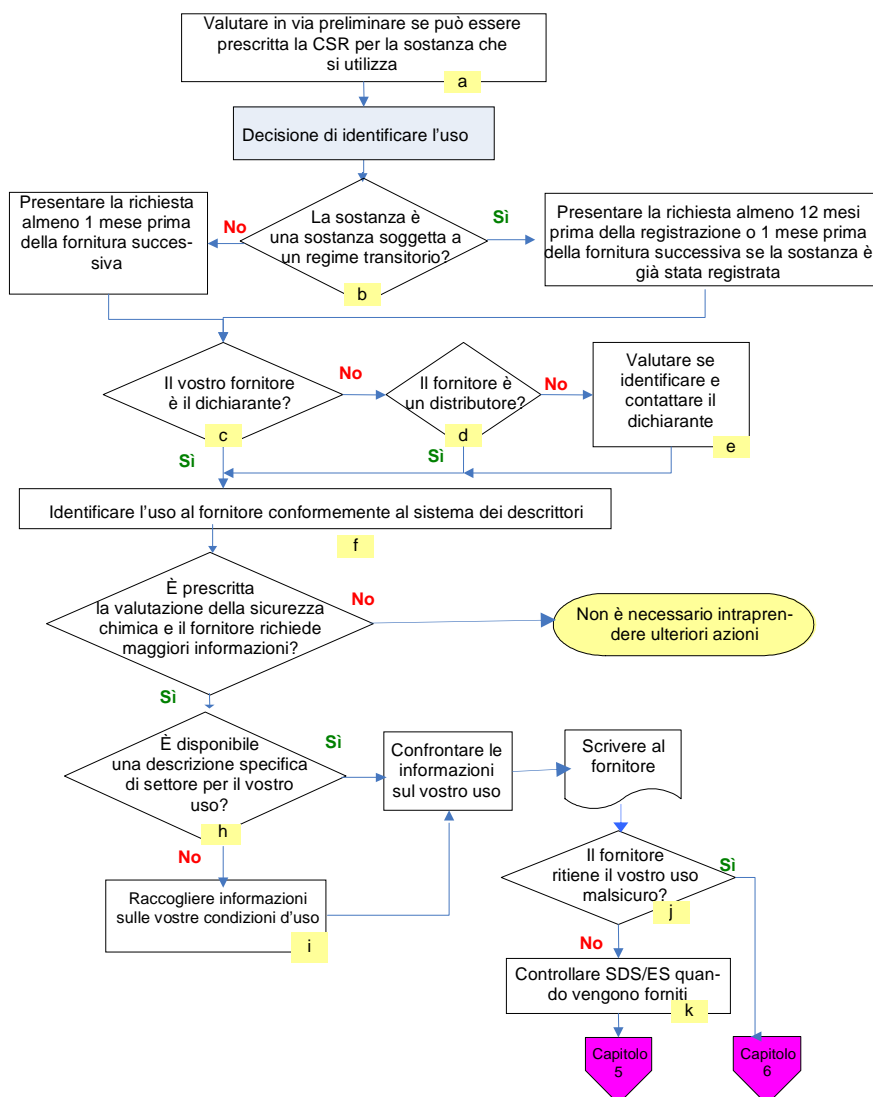 Valutare in via preliminare se può essere
prescritta la CSR per la sostanza che
si utilizza
a
Decisione di identificare l'uso
Presentare la richiesta
almeno 1 mese prima
della fornitura succes-
siva
No
La sostanza è
una sostanza soggetta a
un regime transitorio?
b
Sì
Presentare la richiesta almeno 12 mesi
prima della registrazione o 1 mese prima
della fornitura successiva se la sostanza è
già stata registrata
Il vostro fornitore
è il dichiarante?
c
No
Sì
Il fornitore è
un distributore?
d
No
Sì
Valutare se
identificare e
contattare il
dichiarante
e
Identificare l'uso al fornitore conformemente al sistema dei descrittori
f
È prescritta
la valutazione della sicurezza
chimica e il fornitore richiede
maggiori informazioni?
No
Non è necessario intrapren-
dere ulteriori azioni
Sì
È disponibile
una descrizione specifica
di settore per il vostro
uso?
h
Sì
No
Confrontare le
informazioni
sul vostro uso
Scrivere al
fornitore
Raccogliere informazioni
sulle vostre condizioni d'uso
i
Il fornitore
ritiene il vostro uso
malsicuro?
j
Sì
No
Controllare SDS/ES quan-
do vengono forniti
k
Capitolo
5
Capitolo
6